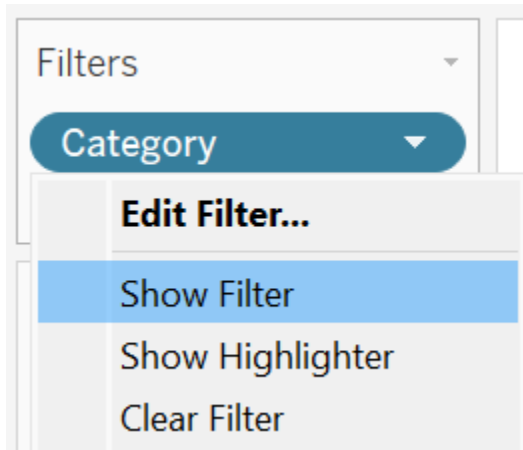 Filters
Category
Edit Filter...
Show Filter
Show Highlighter
Clear Filter